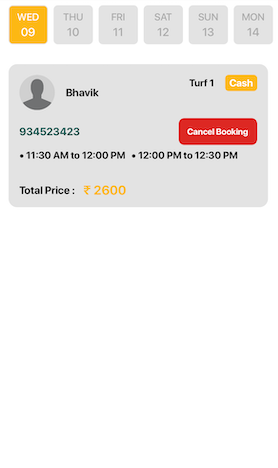 WED THU FRI SAT SUN MON
09 10 11 12 13 14
Turf 1 Cash
Bhavik
934523423 Cancel Booking
• 11:30 AM to 12:00 PM • 12:00 PM to 12:30 PM
Total Price : ₹ 2600